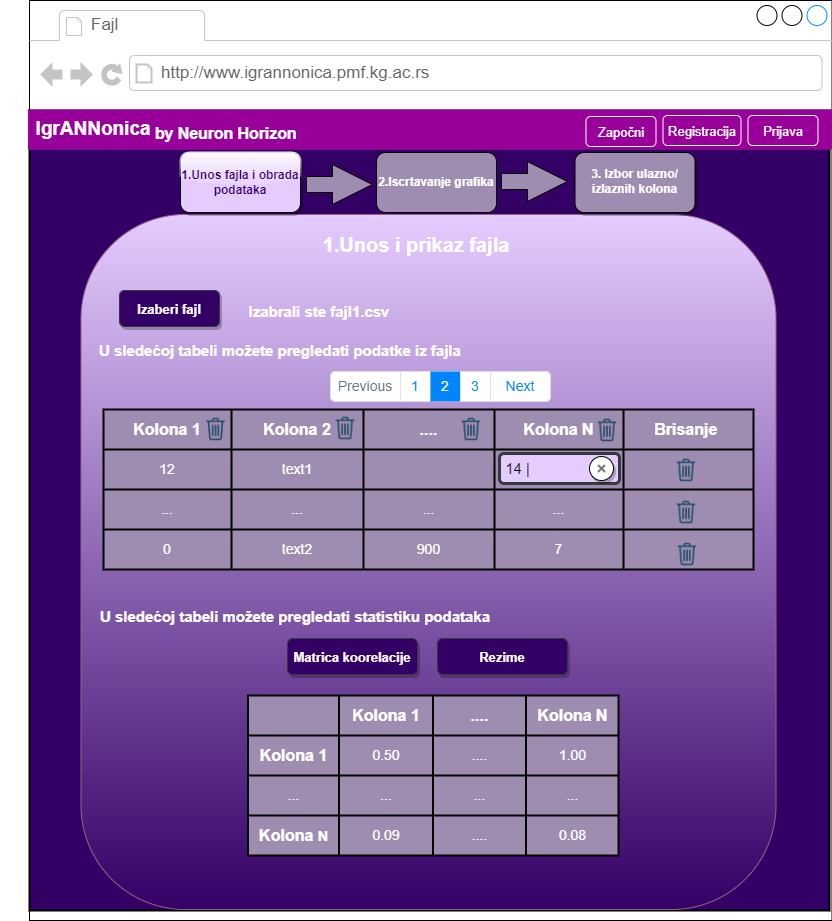 Fajl
http://www.igrannonica.pmf.kg.ac.rs
IgrANNonica by Neuron Horizon
Započni
Registracija
Prijava
1.Unos fajla i obrada
podataka
2.Iscrtavanje grafika
3. Izbor ulazno/
izlaznih kolona
1.Unos i prikaz fajla
Izaberi fajl
Izabrali ste fajl1.csv
U sledećoj tabeli možete pregledati podatke iz fajla
Previous 1 2 3 Next
Kolona 1 Kolona 2 .... Kolona N Brisanje
12 text1 14 |
... ... ... ...
0 text2 900 7
U sledećoj tabeli možete pregledati statistiku podataka
Matrica koorelacije
Rezime
Kolona 1 .... Kolona N
Kolona 1 0.50 .... 1.00
... ... ... ...
Kolona N 0.09 .... 0.08